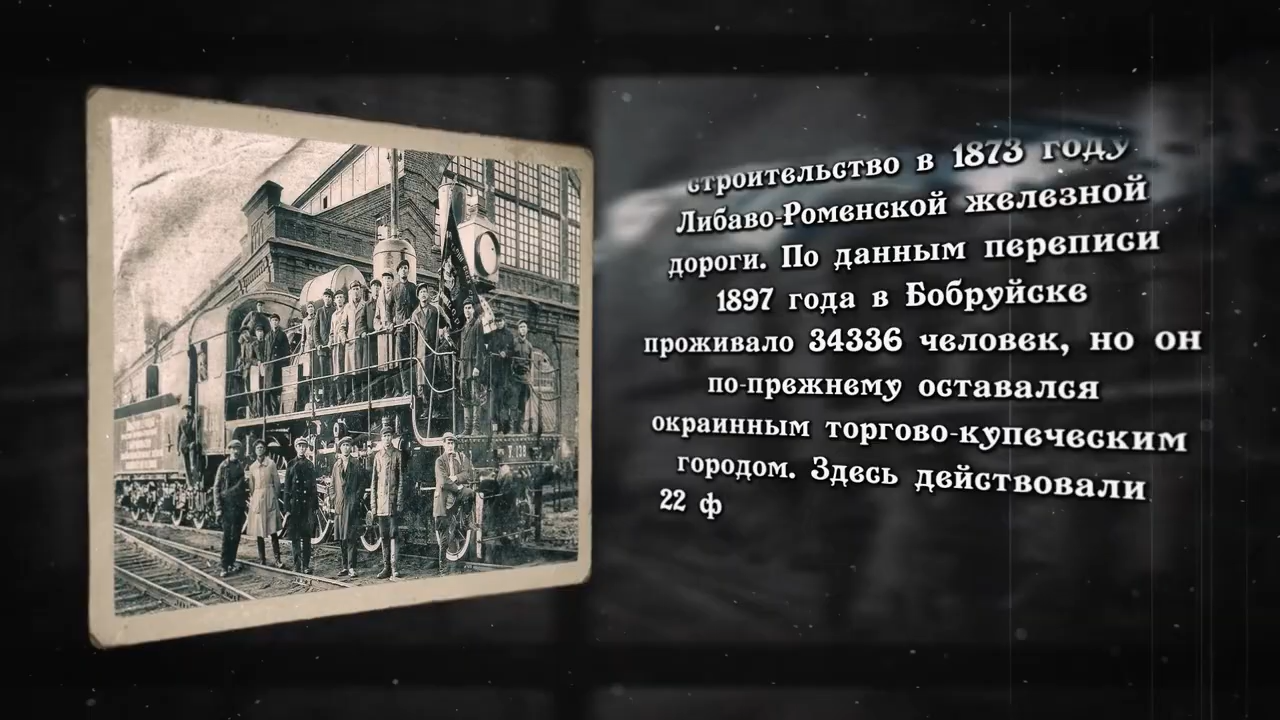 строительство в 1873 году
Либаво-Роменской железной
дороги. По данным переписи
1897 года в Бобруйске
проживало 34336 человек, но он
по-прежнему оставался
окраинным торгово-купеческим
городом. Здесь действовали
22 ф